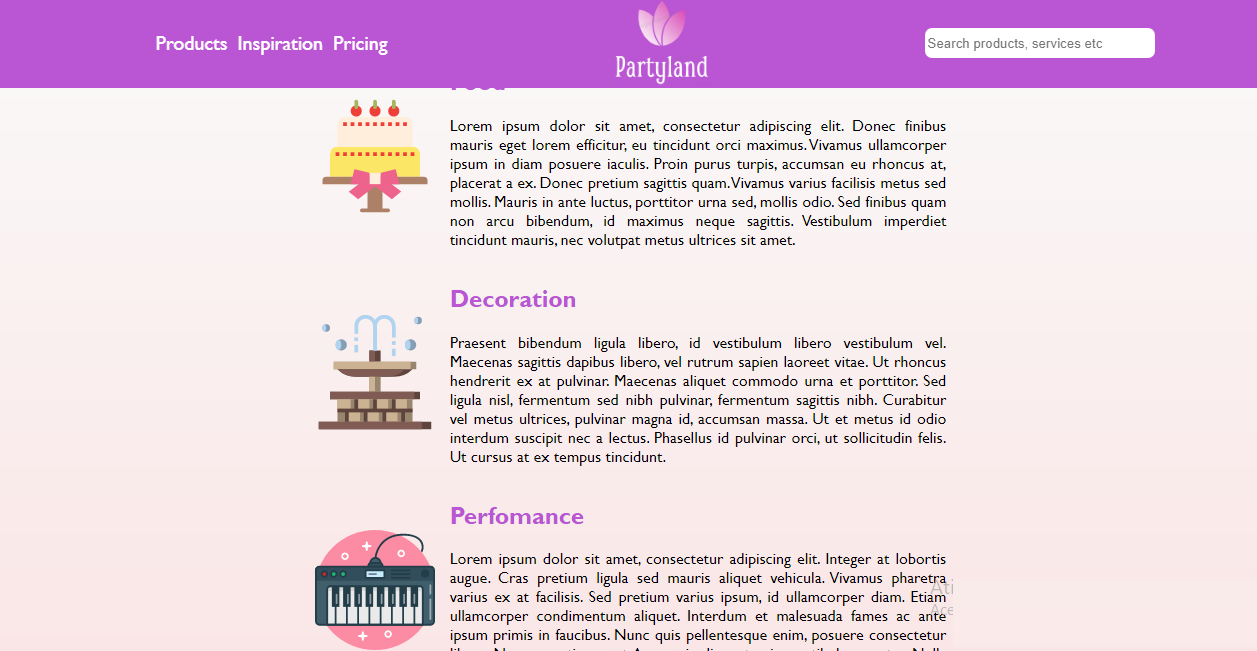 Products Inspiration Pricing
Partyland
Search products, services etc
Lorem ipsum dolor sit amet, consectetur adipiscing elit. Donec finibus
mauris eget lorem efficitur, eu tincidunt orci maximus. Vivamus ullamcorper
ipsum in diam posuere iaculis. Proin purus turpis, accumsan eu rhoncus at,
placerat a ex. Donec pretium sagittis quam. Vivamus varius facilisis metus sed
mollis. Mauris in ante luctus, porttitor urna sed, mollis odio. Sed finibus quam
non arcu bibendum, id maximus neque sagittis. Vestibulum imperdiet
tincidunt mauris, nec volutpat metus ultrices sit amet.
Decoration
Praesent bibendum ligula libero, id vestibulum libero vestibulum vel.
Maecenas sagittis dapibus libero, vel rutrum sapien laoreet vitae. Ut rhoncus
hendrerit ex at pulvinar. Maecenas aliquet commodo urna et porttitor. Sed
ligula nisl, fermentum sed nibh pulvinar, fermentum sagittis nibh. Curabitur
vel metus ultrices, pulvinar magna id, accumsan massa. Ut et metus id odio
interdum suscipit nec a lectus. Phasellus id pulvinar orci, ut sollicitudin felis.
Ut cursus at ex tempus tincidunt.
Perfomance
Lorem ipsum dolor sit amet, consectetur adipiscing elit. Integer at lobortis
augue. Cras pretium ligula sed mauris aliquet vehicula. Vivamus pharetra
varius ex at facilisis. Sed pretium varius ipsum, id ullamcorper diam. Etiam
ullamcorper condimentum aliquet. Interdum et malesuada fames ac ante
ipsum primis in faucibus. Nunc quis pellentesque enim, posuere consectetur